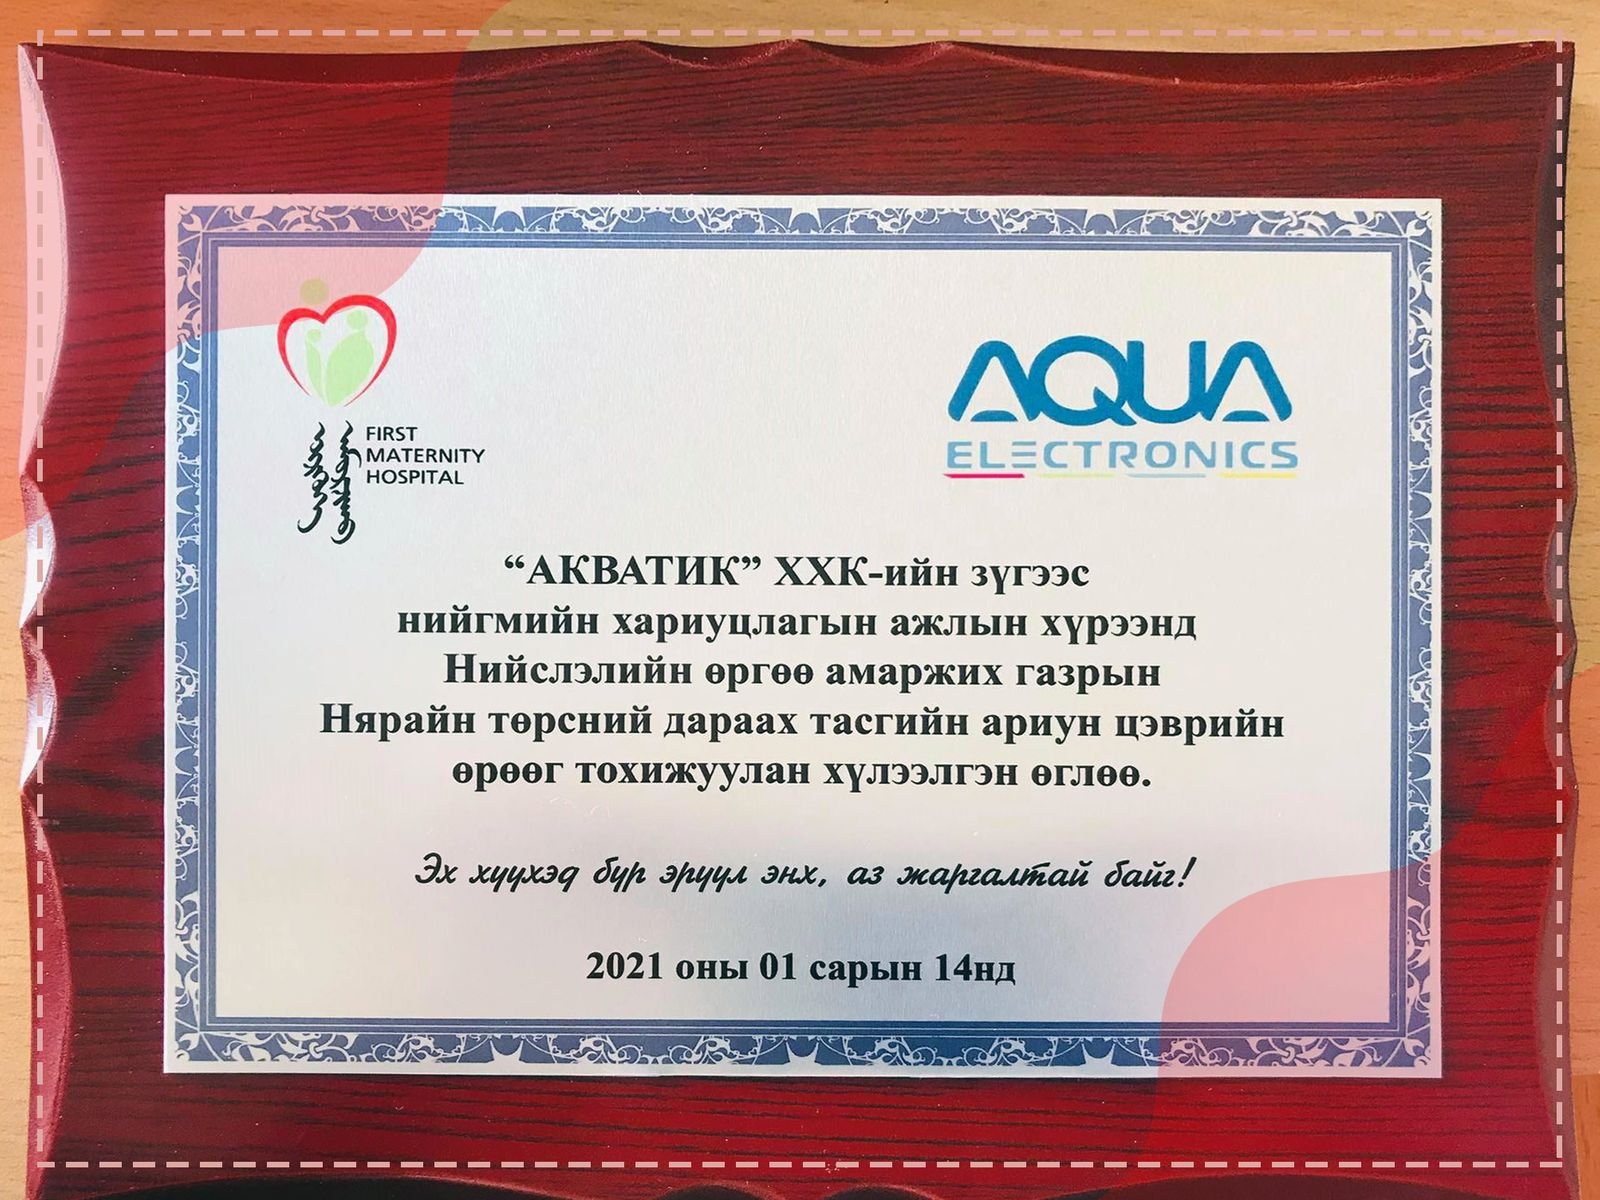 FIRST
MATERNITY
HOSPITAL
AQUA
ELECTRONICS
“АКВАТИК” ХХК-ийн зүгээс
нийгмийн хариуцлагын ажлын хүрээнд
Нийслэлийн өргөө амаржих газрын
Нярайн төрсний дараах тасгийн ариун цэврийн
өрөөг тохижуулан хүлээлгэн өглөө.
Эх хүүхэд бүр эрүүл энх, аз жаргалтай байг!
2021 оны 01 сарын 14нд